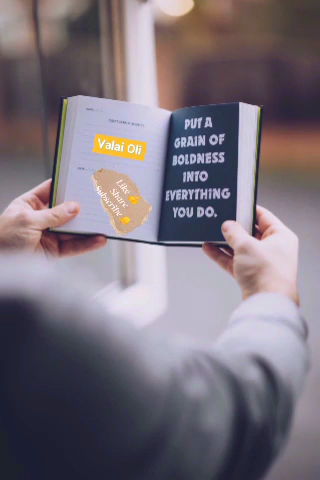 Valai Oli
Like
Share
Subscribe
PUT A
GRAIN OF
BOLDNESS
INTO
EVERYTHING
YOU DO.